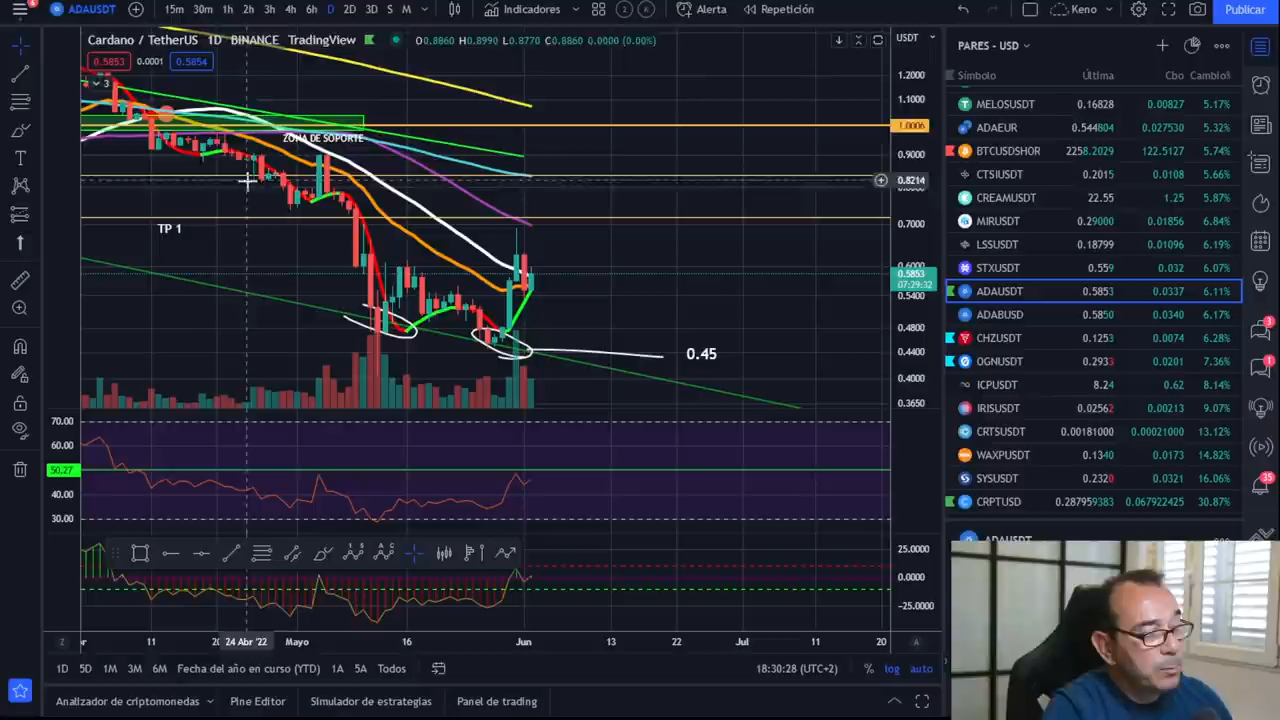 ADAUSDT 15m 30m 1h 2h 3h 4h 6h D 2D 3D S M Indicadores Alerta Repetición Keno Publicar
Cardano / TetherUS 1D BINANCE TradingView O0.8860 H0.8990 L0.8770 C0.8860 0.0000 (0.00%) USDT
0.5853 0.0001 0.5854
3
ZONA DE SOPORTE
TP 1
0.45
1.2000
1.1000
1.0006
0.9000
0.8214
0.7000
0.5853
07:29:32
0.5400
0.4800
0.4400
0.4000
0.3650
70.00
60.00
50.27
40.00
30.00
25.0000
0.0000
-25.0000
11 24 Abr '22 Mayo 16 Jun 13 22 Jul 11 20
1D 5D 1M 3M 6M Fecha del año en curso (YTD) 1A 5A Todos 18:30:28 (UTC+2) % log auto
Analizador de criptomonedas Pine Editor Simulador de estrategias Panel de trading
PARES - USD
Símbolo Última Cbo Cambio%
MELOSUSDT 0.16828 0.00827 5.17%
ADAEUR 0.544804 0.027530 5.32%
BTCUSDSHOR 2258.2029 122.5127 5.74%
CTSIUSDT 0.2015 0.0108 5.66%
CREAMUSDT 22.55 1.25 5.87%
MIRUSDT 0.29000 0.01856 6.84%
LSSUSDT 0.18799 0.01096 6.19%
STXUSDT 0.559 0.032 6.07%
ADAUSDT 0.5853 0.0337 6.11%
ADABUSD 0.5850 0.0340 6.17%
CHZUSDT 0.1253 0.0074 6.28%
OGNUSDT 0.2933 0.0201 7.36%
ICPUSDT 8.24 0.62 8.14%
IRISUSDT 0.02562 0.00213 9.07%
CRTSUSDT 0.00181000 0.00021000 13.12%
WAXPUSDT 0.1340 0.0173 14.82%
SYSUSDT 0.2320 0.0321 16.06%
CRPTUSD 0.287959383 0.067922425 30.87%
ADAUSDT
3
1
35